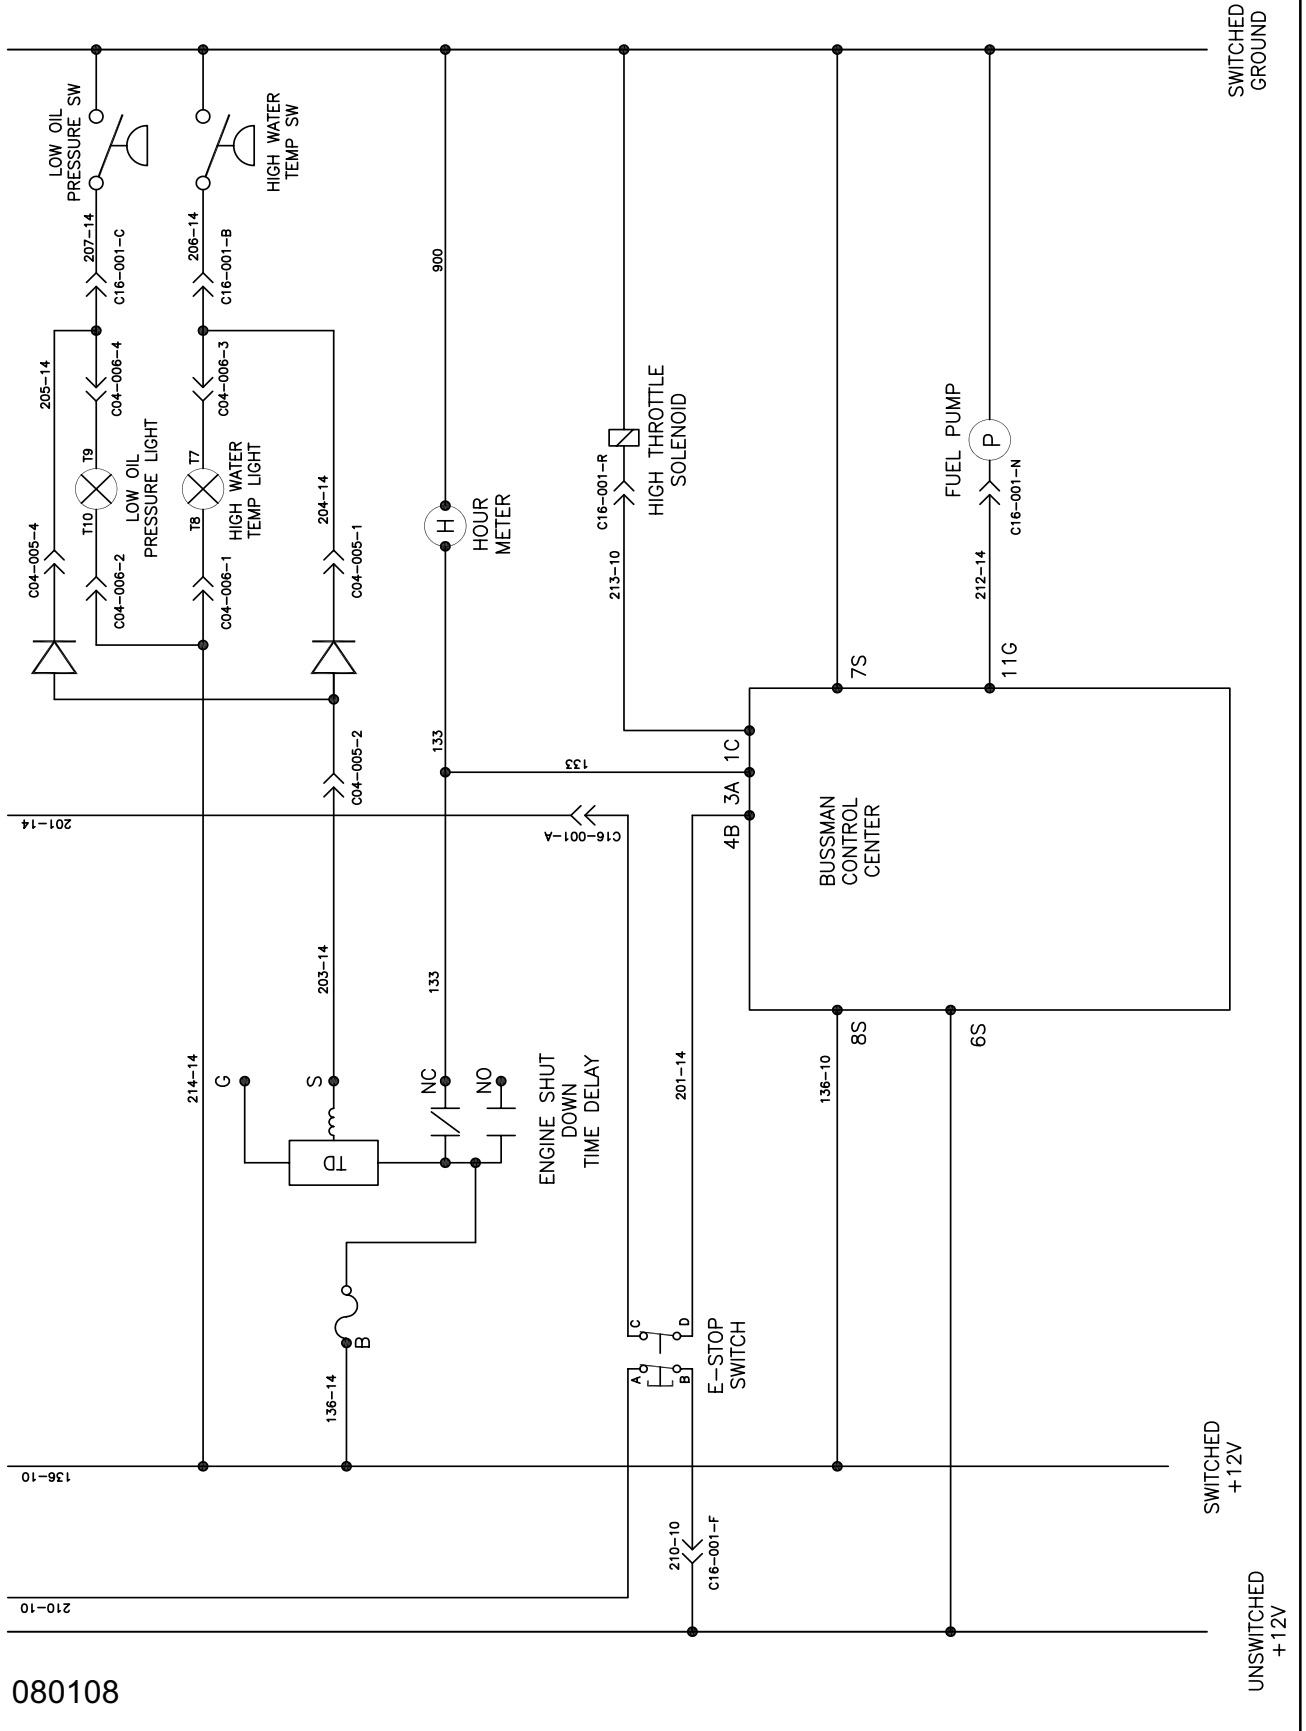 SWITCHED
GROUND
LOW OIL
PRESSURE SW
HIGH WATER
TEMP SW
207-14
C16-001-C
206-14
C16-001-B
900
205-14
C04-006-4
C04-006-3
T9
T10
LOW OIL
PRESSURE LIGHT
T7
T8
HIGH WATER
TEMP LIGHT
204-14
C04-005-4
C04-006-2
C04-006-1
C04-005-1
H
HOUR
METER
C16-001-R
HIGH THROTTLE
SOLENOID
213-10
FUEL PUMP
P
C16-001-N
212-14
7S
11G
C04-005-2
133
133
1C
3A
4B
201-14
C16-001-A
BUSSMAN
CONTROL
CENTER
203-14
133
214-14
G
S
NC
NO
TD
ENGINE SHUT
DOWN
TIME DELAY
201-14
136-10
8S
6S
B
136-14
C
D
A
B
E-STOP
SWITCH
136-10
SWITCHED
+12V
210-10
C16-001-F
210-10
UNSWITCHED
+12V
080108